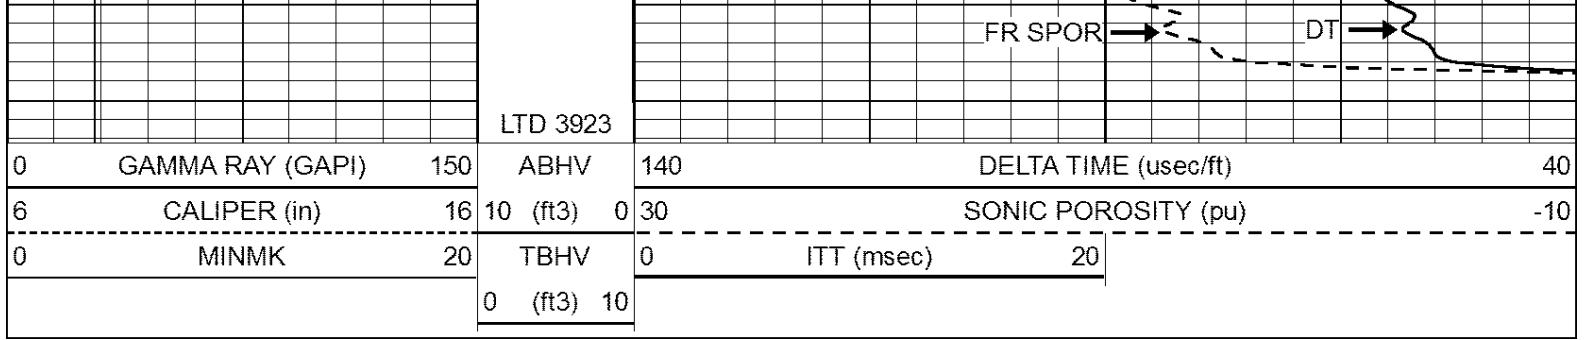 FR SPOR DT
LTD 3923
0 GAMMA RAY (GAPI) 150 ABHV 140 DELTA TIME (usec/ft) 40
6 CALIPER (in) 16 10 (ft3) 0 30 SONIC POROSITY (pu) -10
0 MINMK 20 TBHV 0 ITT (msec) 20
0 (ft3) 10